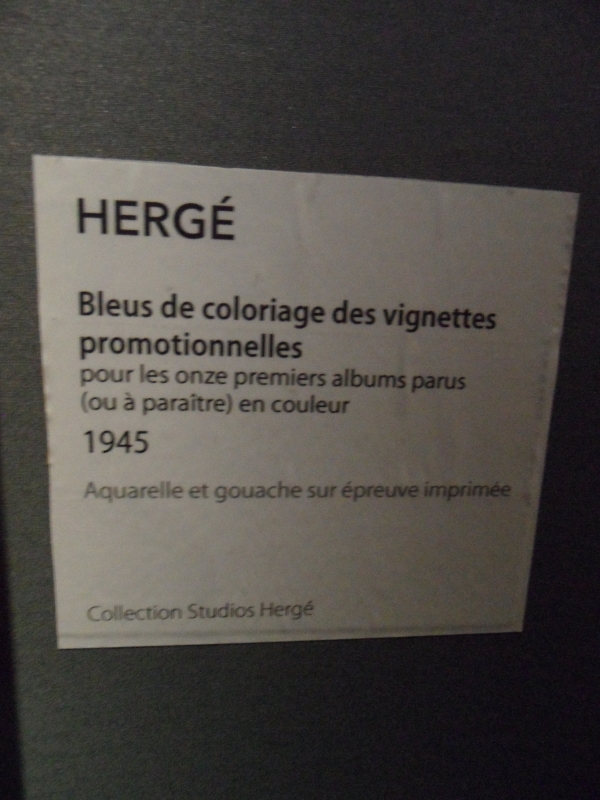 HERGÉ
Bleus de coloriage des vignettes
promotionnelles
pour les onze premiers albums parus
(ou à paraître) en couleur
1945
Aquarelle et gouache sur épreuve imprimée
Collection Studios Hergé